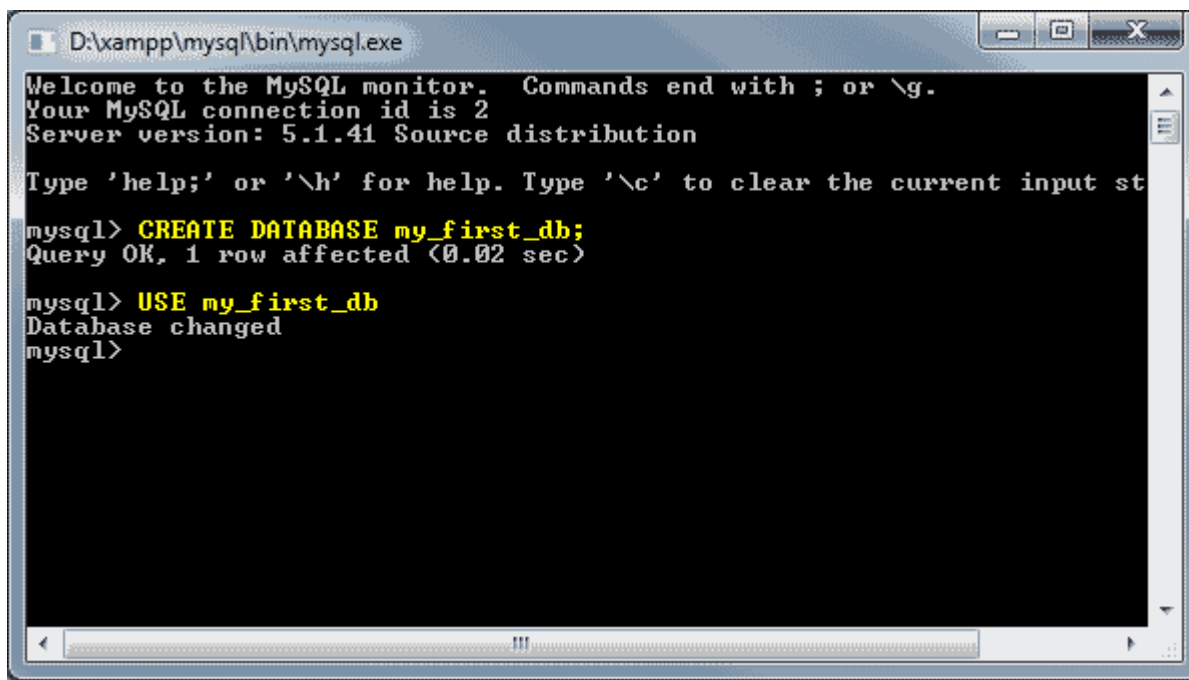 D:\xampp\mysql\bin\mysql.exe
Welcome to the MySQL monitor.  Commands end with ; or \g.
Your MySQL connection id is 2
Server version: 5.1.41 Source distribution
Type 'help;' or '\h' for help. Type '\c' to clear the current input st
mysql> CREATE DATABASE my_first_db;
Query OK, 1 row affected (0.02 sec)
mysql> USE my_first_db
Database changed
mysql>